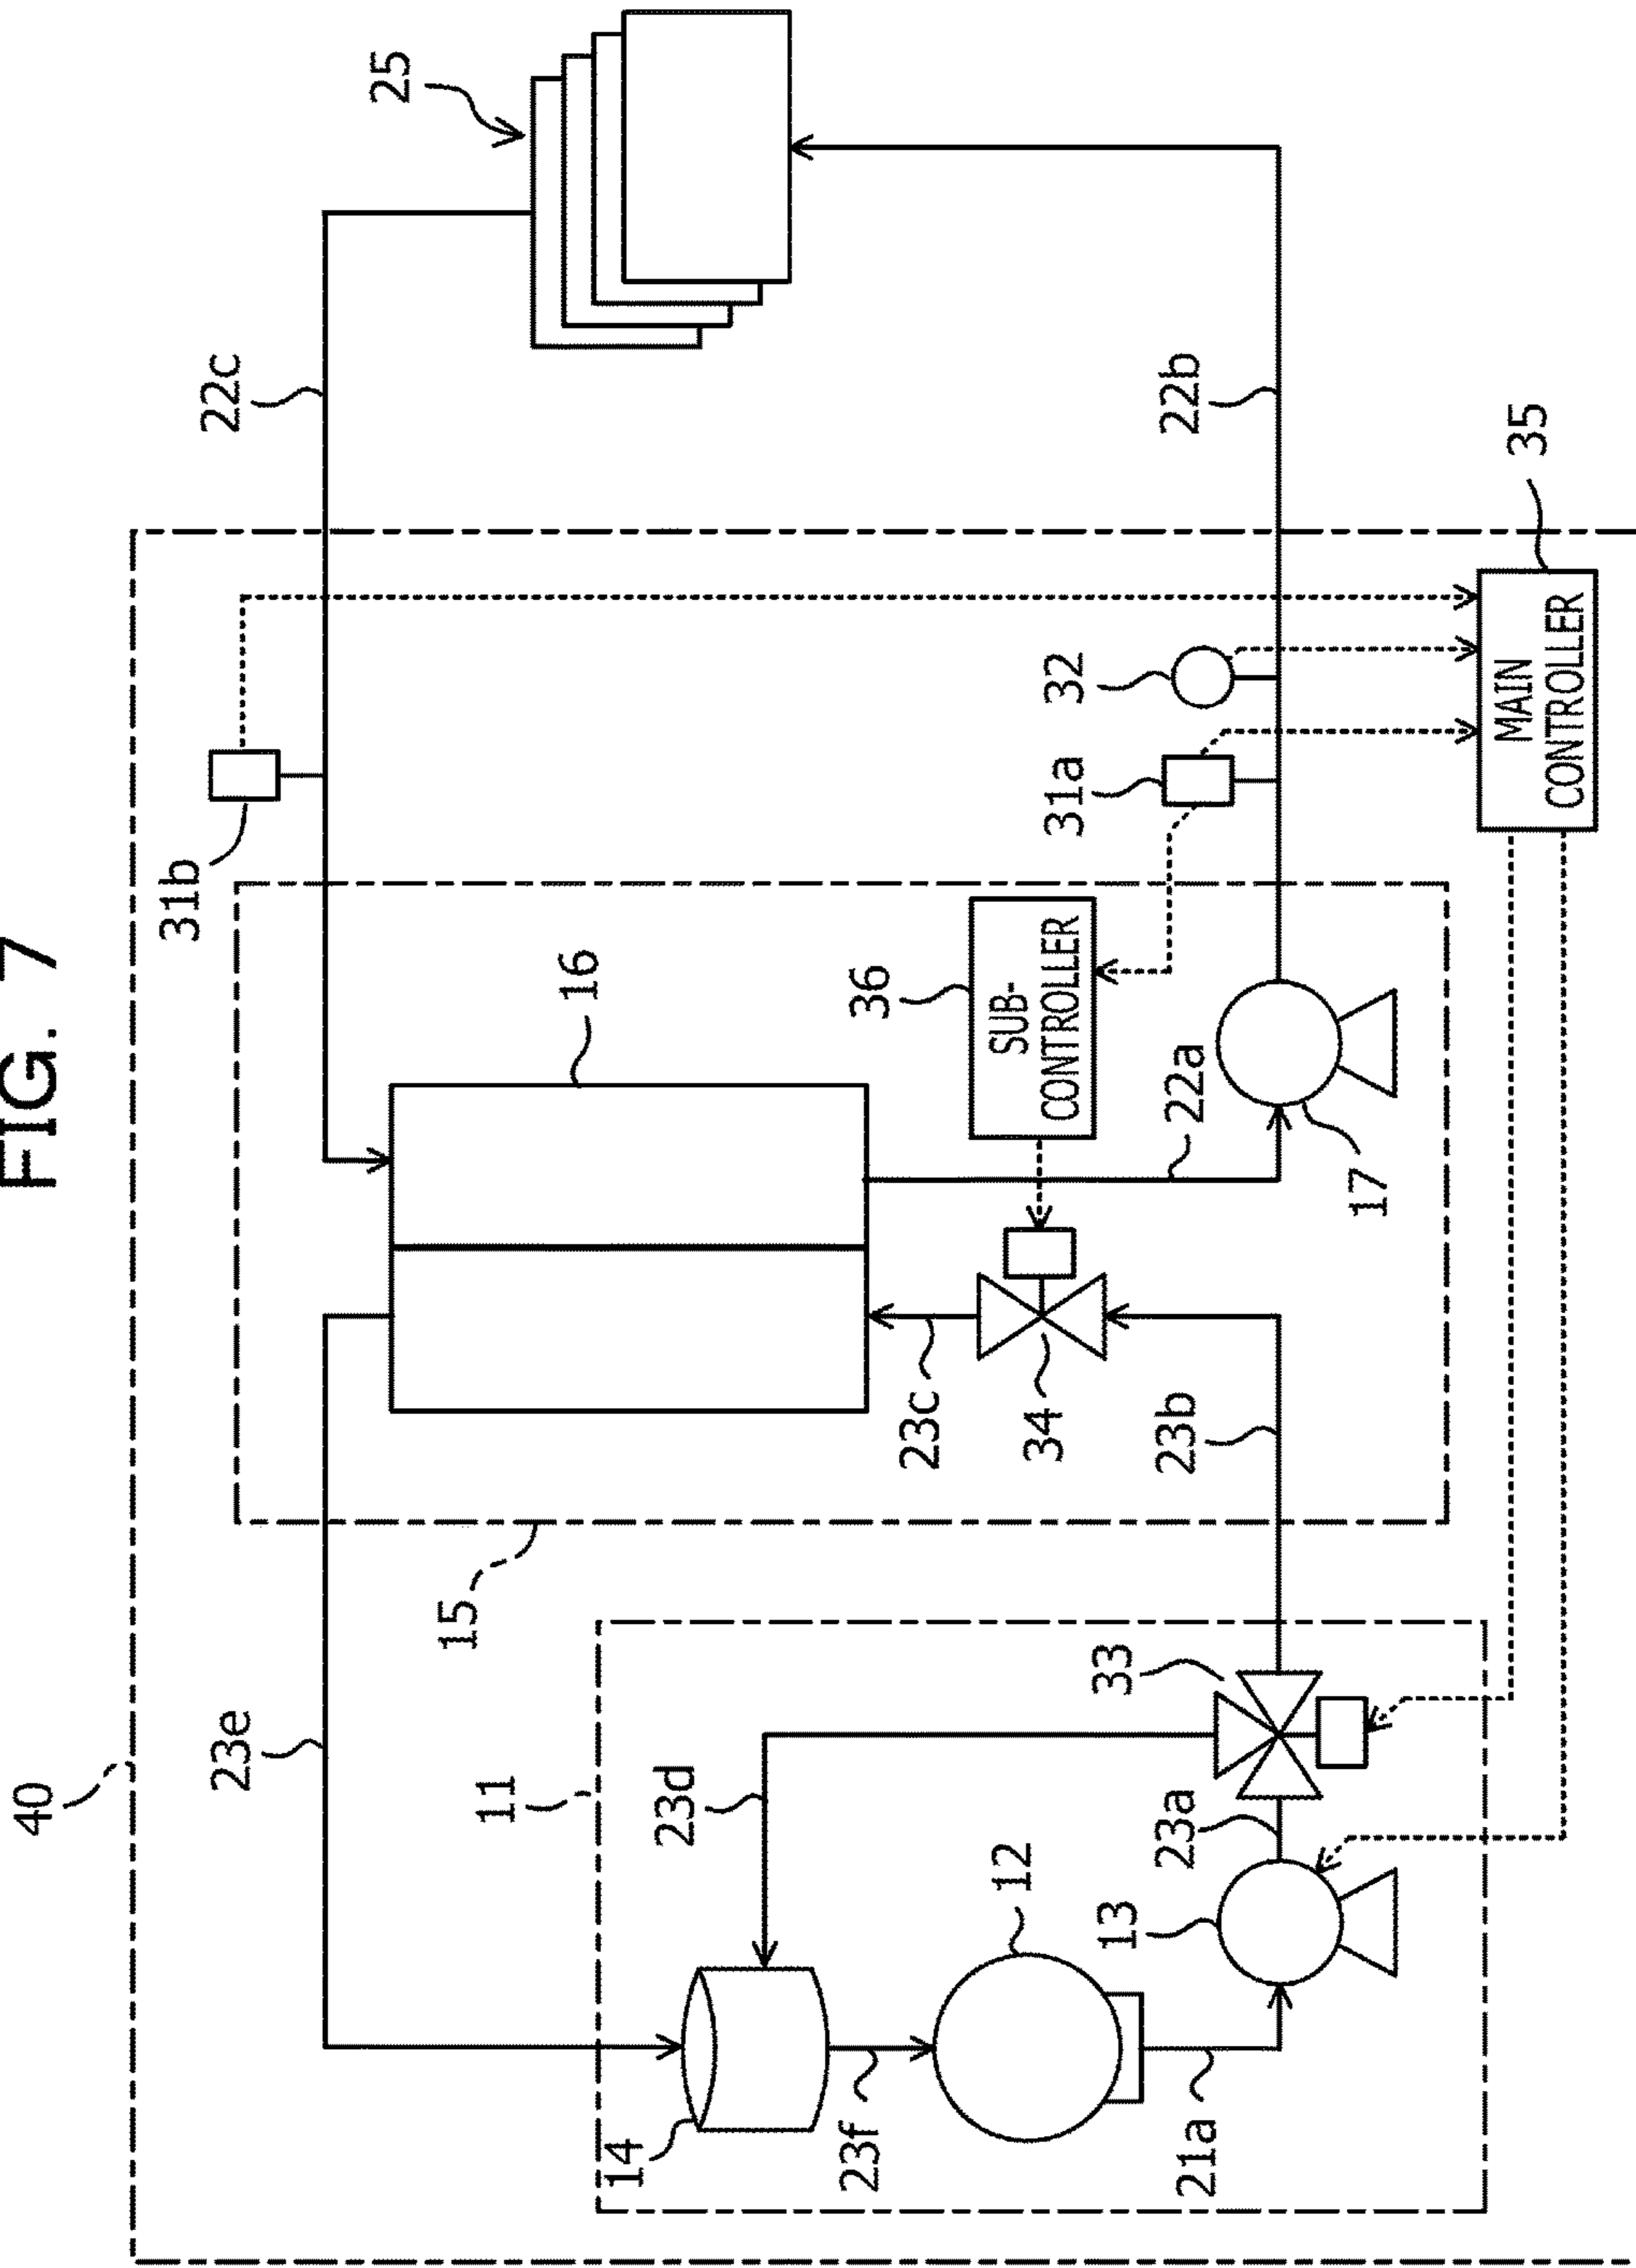 FIG. 7
40
23e
31b
22c
25
15
16
11
23d
14
12
23f
21a
13
23a
33
23b
34
23c
36
SUB-
CONTROLLER
22a
17
31a
32
22b
MAIN
CONTROLLER
35